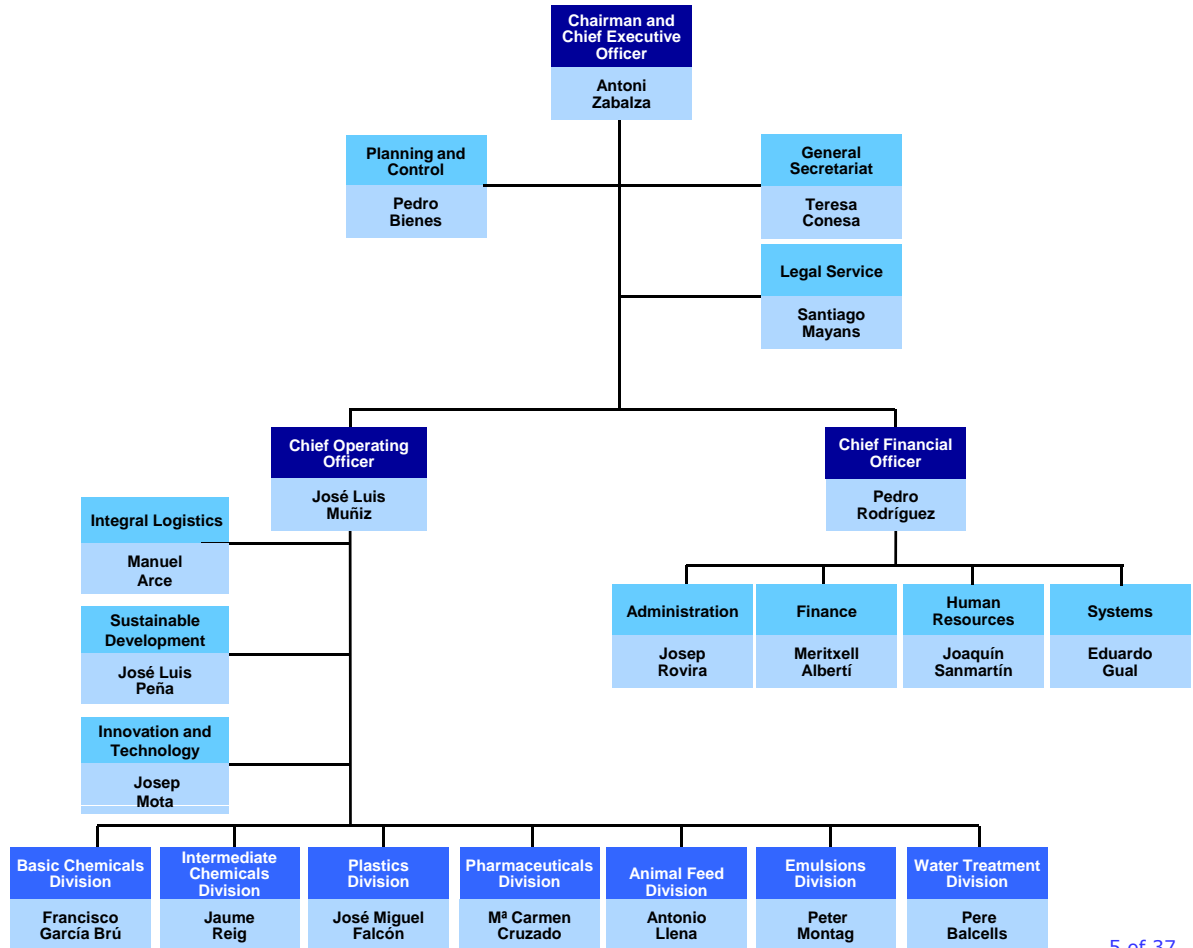 Chairman and
Chief Executive
Officer
Antoni
Zabalza
Planning and
Control
Pedro
Bienes
General
Secretariat
Teresa
Conesa
Legal Service
Santiago
Mayans
Chief Operating
Officer
José Luis
Muñiz
Chief Financial
Officer
Pedro
Rodríguez
Integral Logistics
Manuel
Arce
Sustainable
Development
José Luis
Peña
Innovation and
Technology
Josep
Mota
Administration
Josep
Rovira
Finance
Meritxell
Albertí
Human
Resources
Joaquín
Sanmartín
Systems
Eduardo
Gual
Basic Chemicals
Division
Francisco
García Brú
Intermediate
Chemicals
Division
Jaume
Reig
Plastics
Division
José Miguel
Falcón
Pharmaceuticals
Division
Mª Carmen
Cruzado
Animal Feed
Division
Antonio
Llena
Emulsions
Division
Peter
Montag
Water Treatment
Division
Pere
Balcells
5 of 37